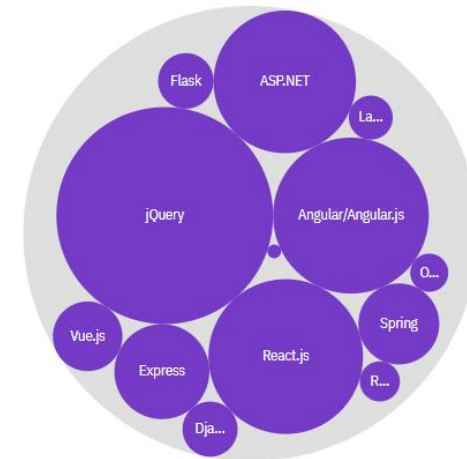 Flask
ASP.NET
La...
jQuery
Angular/Angular.js
O...
Spring
Vue.js
Express
React.js
R...
Dja...